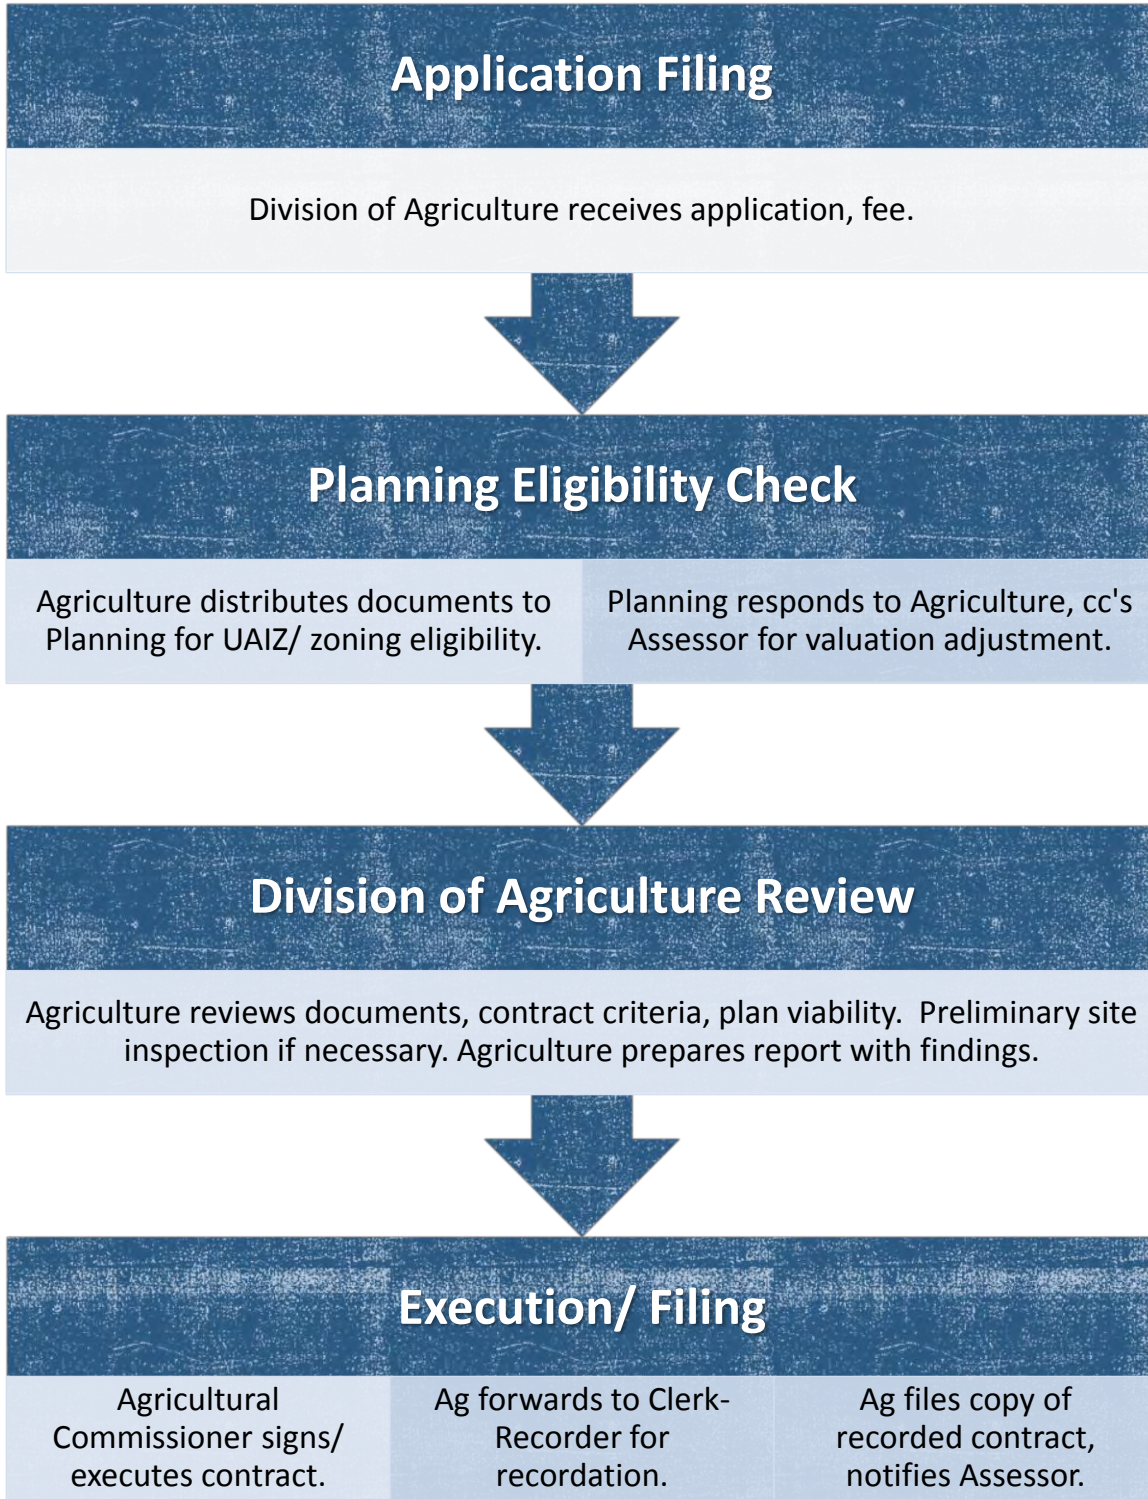 Application Filing
Division of Agriculture receives application, fee.
Planning Eligibility Check
Agriculture distributes documents to
Planning for UAIZ/ zoning eligibility.
Planning responds to Agriculture, cc's
Assessor for valuation adjustment.
Division of Agriculture Review
Agriculture reviews documents, contract criteria, plan viability.  Preliminary site
inspection if necessary. Agriculture prepares report with findings.
Execution/ Filing
Agricultural
Commissioner signs/
executes contract.
Ag forwards to Clerk-
Recorder for
recordation.
Ag files copy of
recorded contract,
notifies Assessor.